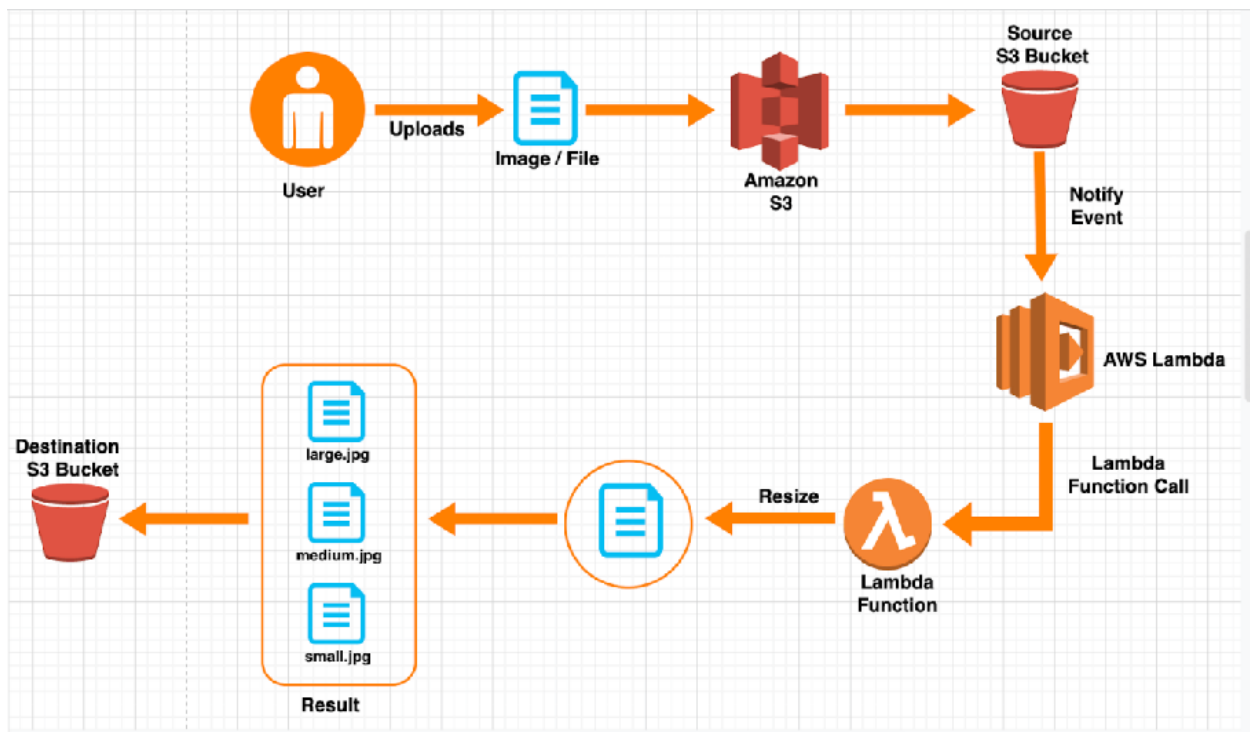 Source
S3 Bucket
Uploads
Image / File
User
Amazon
S3
Notify
Event
AWS Lambda
Lambda
Function Call
Resize
Lambda
Function
large.jpg
medium.jpg
small.jpg
Result
Destination
S3 Bucket